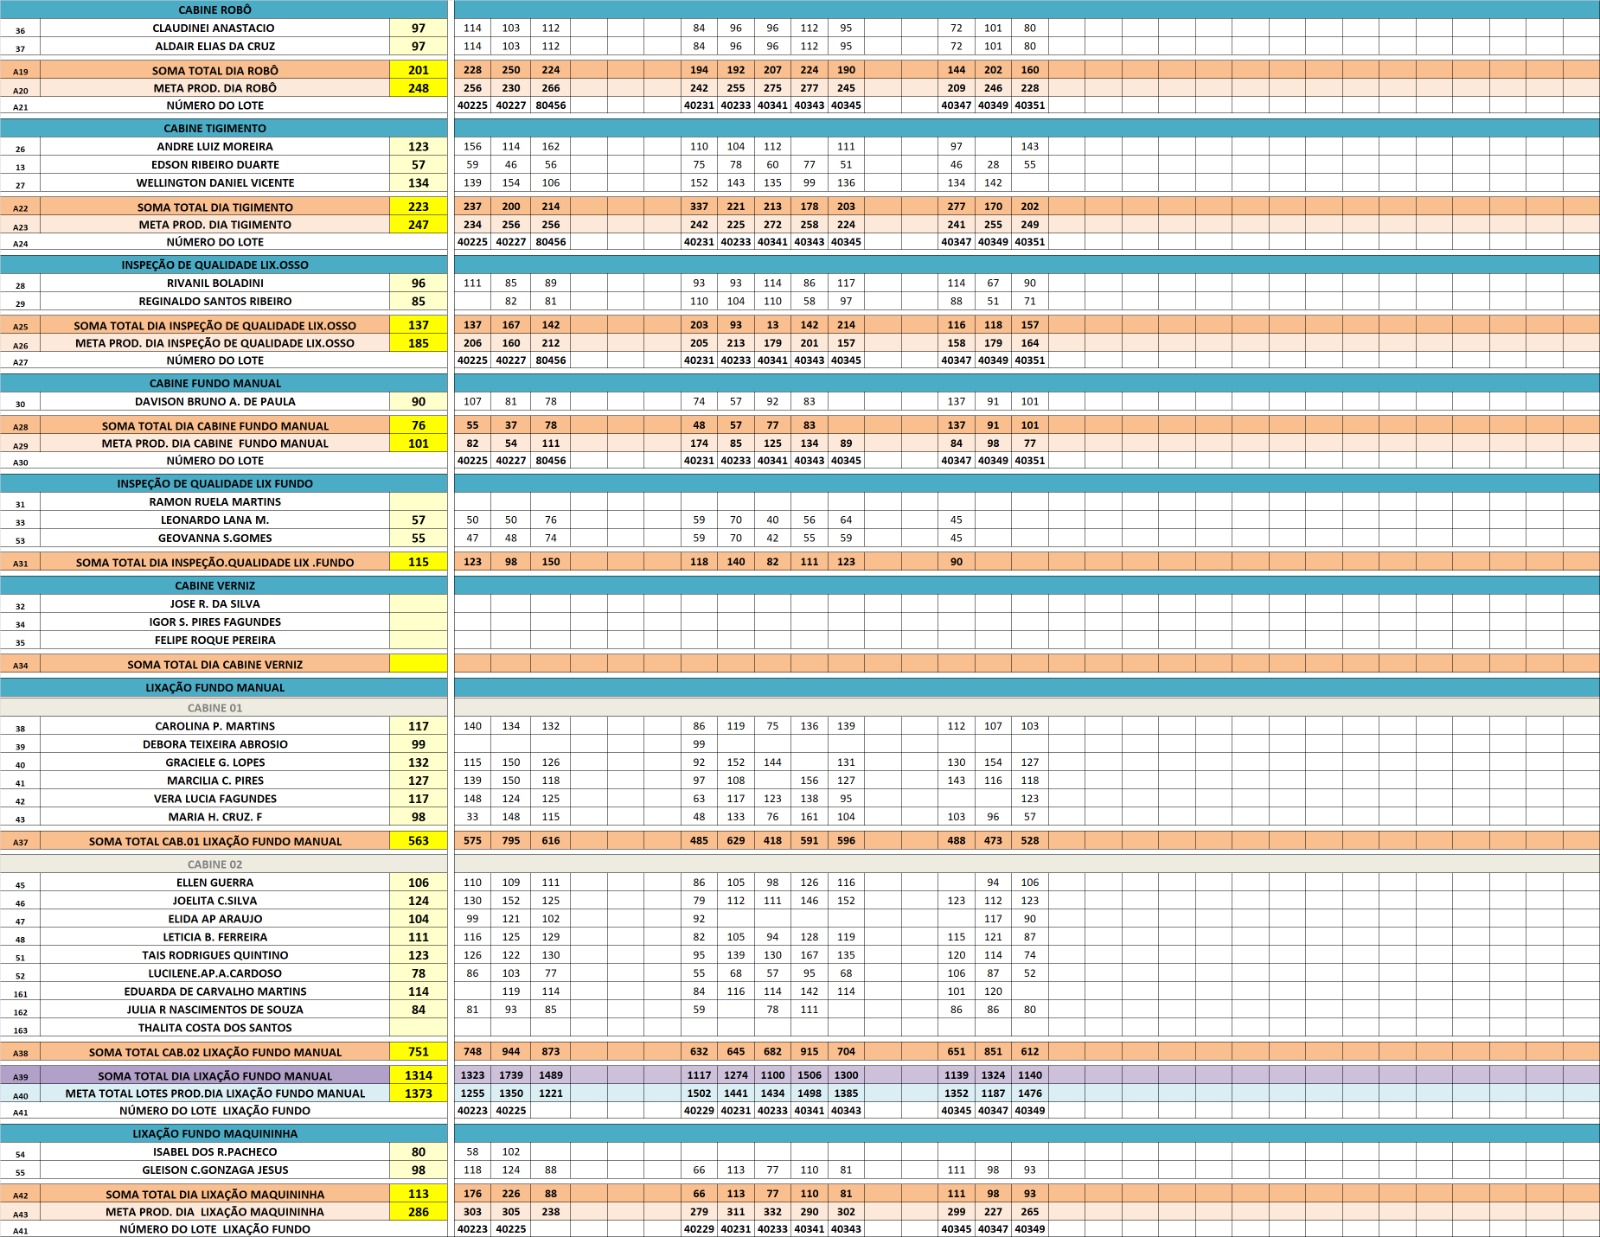 CABINE ROBÔ
36 CLAUDINEI ANASTACIO 97 114 103 112 84 96 96 112 95 72 101 80
37 ALDAIR ELIAS DA CRUZ 97 114 103 112 84 96 96 112 95 72 101 80
A19 SOMA TOTAL DIA ROBÔ 201 228 250 224 194 192 207 224 190 144 202 160
A20 META PROD. DIA ROBÔ 248 256 230 266 242 255 275 277 245 209 246 228
A21 NÚMERO DO LOTE 40225 40227 80456 40231 40233 40341 40343 40345 40347 40349 40351
CABINE TIGIMENTO
26 ANDRE LUIZ MOREIRA 123 156 114 162 110 104 112 111 97 143
13 EDSON RIBEIRO DUARTE 57 59 46 56 75 78 60 77 51 46 28 55
27 WELLINGTON DANIEL VICENTE 134 139 154 106 152 143 135 99 136 134 142
A22 SOMA TOTAL DIA TIGIMENTO 223 237 200 214 337 221 213 178 203 277 170 202
A23 META PROD. DIA TIGIMENTO 247 234 256 256 242 225 272 258 224 241 255 249
A24 NÚMERO DO LOTE 40225 40227 80456 40231 40233 40341 40343 40345 40347 40349 40351
INSPEÇÃO DE QUALIDADE LIX.OSSO
28 RIVANIL BOLADINI 96 111 85 89 93 93 114 86 117 114 67 90
29 REGINALDO SANTOS RIBEIRO 85 82 81 110 104 110 58 97 88 51 71
A25 SOMA TOTAL DIA INSPEÇÃO DE QUALIDADE LIX.OSSO 137 137 167 142 203 93 13 142 214 116 118 157
A26 META PROD. DIA INSPEÇÃO DE QUALIDADE LIX.OSSO 185 206 160 212 205 213 179 201 157 158 179 164
A27 NÚMERO DO LOTE 40225 40227 80456 40231 40233 40341 40343 40345 40347 40349 40351
CABINE FUNDO MANUAL
30 DAVISON BRUNO A. DE PAULA 90 107 81 78 74 57 92 83 137 91 101
A28 SOMA TOTAL DIA CABINE FUNDO MANUAL 76 55 37 78 48 57 77 83 137 91 101
A29 META PROD. DIA CABINE FUNDO MANUAL 101 82 54 111 174 85 125 134 89 84 98 77
A30 NÚMERO DO LOTE 40225 40227 80456 40231 40233 40341 40343 40345 40347 40349 40351
INSPEÇÃO DE QUALIDADE LIX FUNDO
31 RAMON RUELA MARTINS
33 LEONARDO LANA M. 57 50 50 76 59 70 40 56 64 45
53 GEOVANNA S.GOMES 55 47 48 74 59 70 42 55 59 45
A31 SOMA TOTAL DIA INSPEÇÃO.QUALIDADE LIX .FUNDO 115 123 98 150 118 140 82 111 123 90
CABINE VERNIZ
32 JOSE R. DA SILVA
34 IGOR S. PIRES FAGUNDES
35 FELIPE ROQUE PEREIRA
A34 SOMA TOTAL DIA CABINE VERNIZ
LIXAÇÃO FUNDO MANUAL
CABINE 01
38 CAROLINA P. MARTINS 117 140 134 132 86 119 75 136 139 112 107 103
39 DEBORA TEIXEIRA ABROSIO 99 99
40 GRACIELE G. LOPES 132 115 150 126 92 152 144 131 130 154 127
41 MARCILIA C. PIRES 127 139 150 118 97 108 156 127 143 116 118
42 VERA LUCIA FAGUNDES 117 148 124 125 63 117 123 138 95 123
43 MARIA H. CRUZ. F 98 33 148 115 48 133 76 161 104 103 96 57
A37 SOMA TOTAL CAB.01 LIXAÇÃO FUNDO MANUAL 563 575 795 616 485 629 418 591 596 488 473 528
CABINE 02
45 ELLEN GUERRA 106 110 109 111 86 105 98 126 116 94 106
46 JOELITA C.SILVA 124 130 152 125 79 112 111 146 152 123 112 123
47 ELIDA AP ARAUJO 104 99 121 102 92 117 90
48 LETICIA B. FERREIRA 111 116 125 129 82 105 94 128 119 115 121 87
51 TAIS RODRIGUES QUINTINO 123 126 122 130 95 139 130 167 135 120 114 74
52 LUCILENE.AP.A.CARDOSO 78 86 103 77 55 68 57 95 68 106 87 52
161 EDUARDA DE CARVALHO MARTINS 114 119 114 84 116 114 142 114 101 120
162 JULIA R NASCIMENTOS DE SOUZA 84 81 93 85 59 78 111 86 86 80
163 THALITA COSTA DOS SANTOS
A38 SOMA TOTAL CAB.02 LIXAÇÃO FUNDO MANUAL 751 748 944 873 632 645 682 915 704 651 851 612
A39 SOMA TOTAL DIA LIXAÇÃO FUNDO MANUAL 1314 1323 1739 1489 1117 1274 1100 1506 1300 1139 1324 1140
A40 META TOTAL LOTES PROD.DIA LIXAÇÃO FUNDO MANUAL 1373 1255 1350 1221 1502 1441 1434 1498 1385 1352 1187 1476
A41 NÚMERO DO LOTE LIXAÇÃO FUNDO 40223 40225 40229 40231 40233 40341 40343 40345 40347 40349
LIXAÇÃO FUNDO MAQUININHA
54 ISABEL DOS R.PACHECO 80 58 102
55 GLEISON C.GONZAGA JESUS 98 118 124 88 66 113 77 110 81 111 98 93
A42 SOMA TOTAL DIA LIXAÇÃO MAQUININHA 113 176 226 88 66 113 77 110 81 111 98 93
A43 META PROD. DIA LIXAÇÃO MAQUININHA 286 303 305 238 279 311 332 290 302 299 227 265
A41 NÚMERO DO LOTE LIXAÇÃO FUNDO 40223 40225 40229 40231 40233 40341 40343 40345 40347 40349